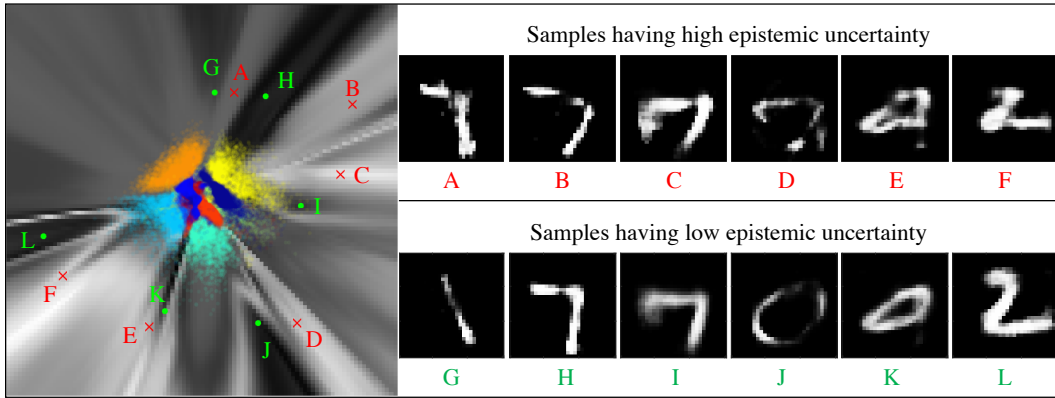 G
A
H
B
C
I
L
F
K
E
J
D
Samples having high epistemic uncertainty
A B C D E F
Samples having low epistemic uncertainty
G H I J K L